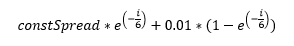 constSpread * e^(-i/6) + 0.01 * (1 − e^(-i/6))